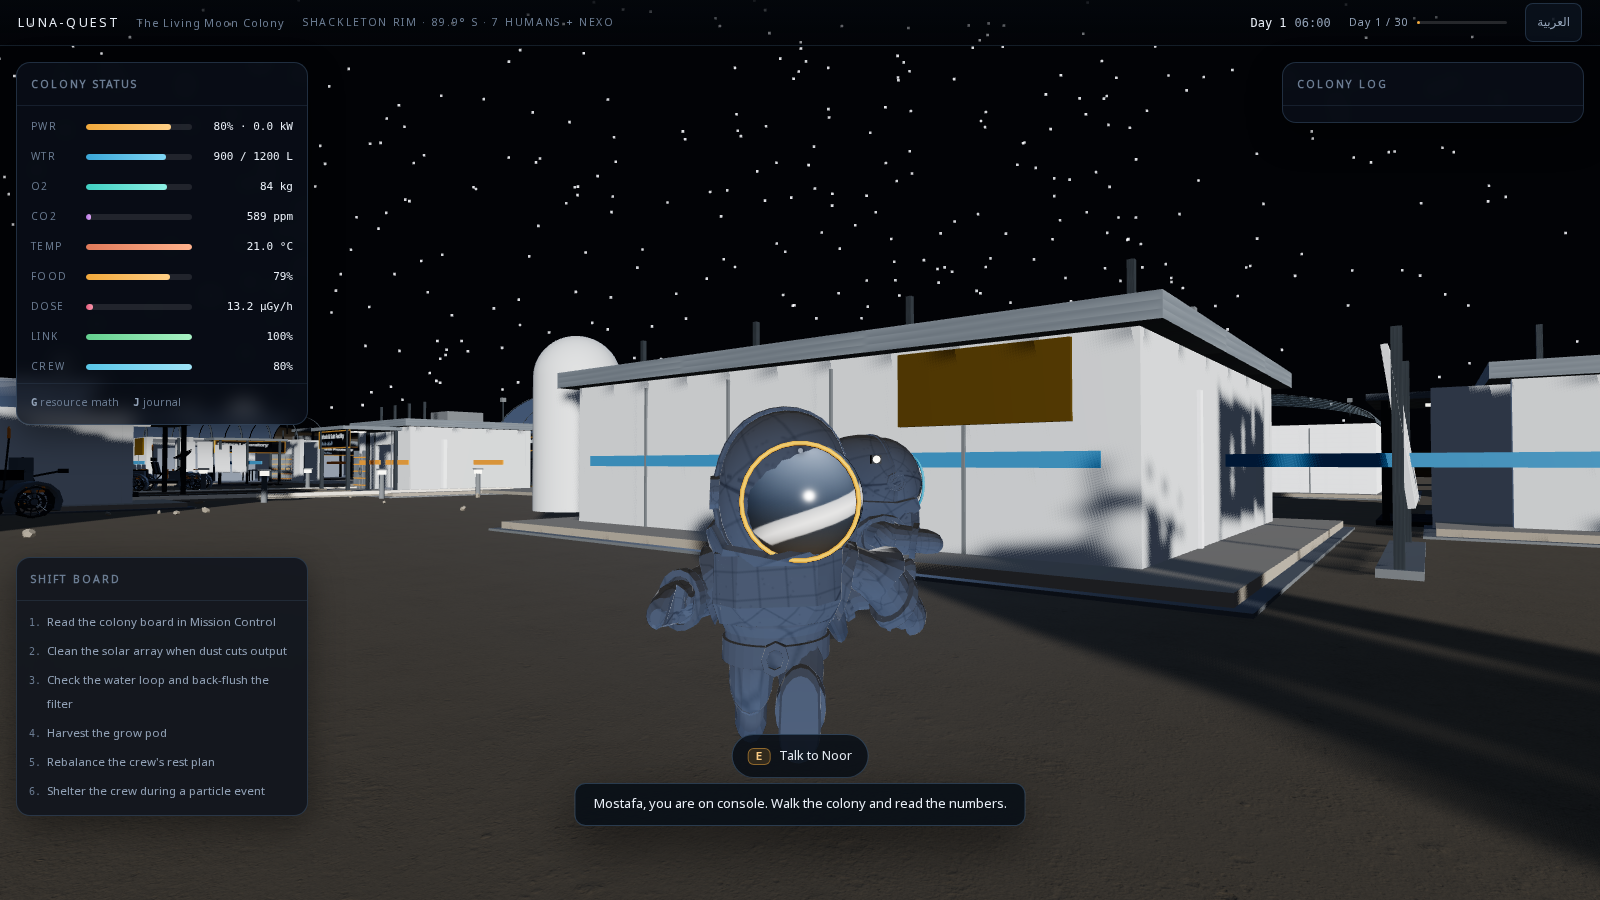 LUNA-QUEST The Living Moon Colony SHACKLETON RIM · 89.9° S · 7 HUMANS + NEXO Day 1 06:00 Day 1 / 30 العربية
COLONY STATUS
PWR 80% · 0.0 kW
WTR 900 / 1200 L
O2 84 kg
CO2 589 ppm
TEMP 21.0 °C
FOOD 79%
DOSE 13.2 µGy/h
LINK 100%
CREW 80%
G resource math J journal
COLONY LOG
SHIFT BOARD
1. Read the colony board in Mission Control
2. Clean the solar array when dust cuts output
3. Check the water loop and back-flush the
filter
4. Harvest the grow pod
5. Rebalance the crew's rest plan
6. Shelter the crew during a particle event
E Talk to Noor
Mostafa, you are on console. Walk the colony and read the numbers.